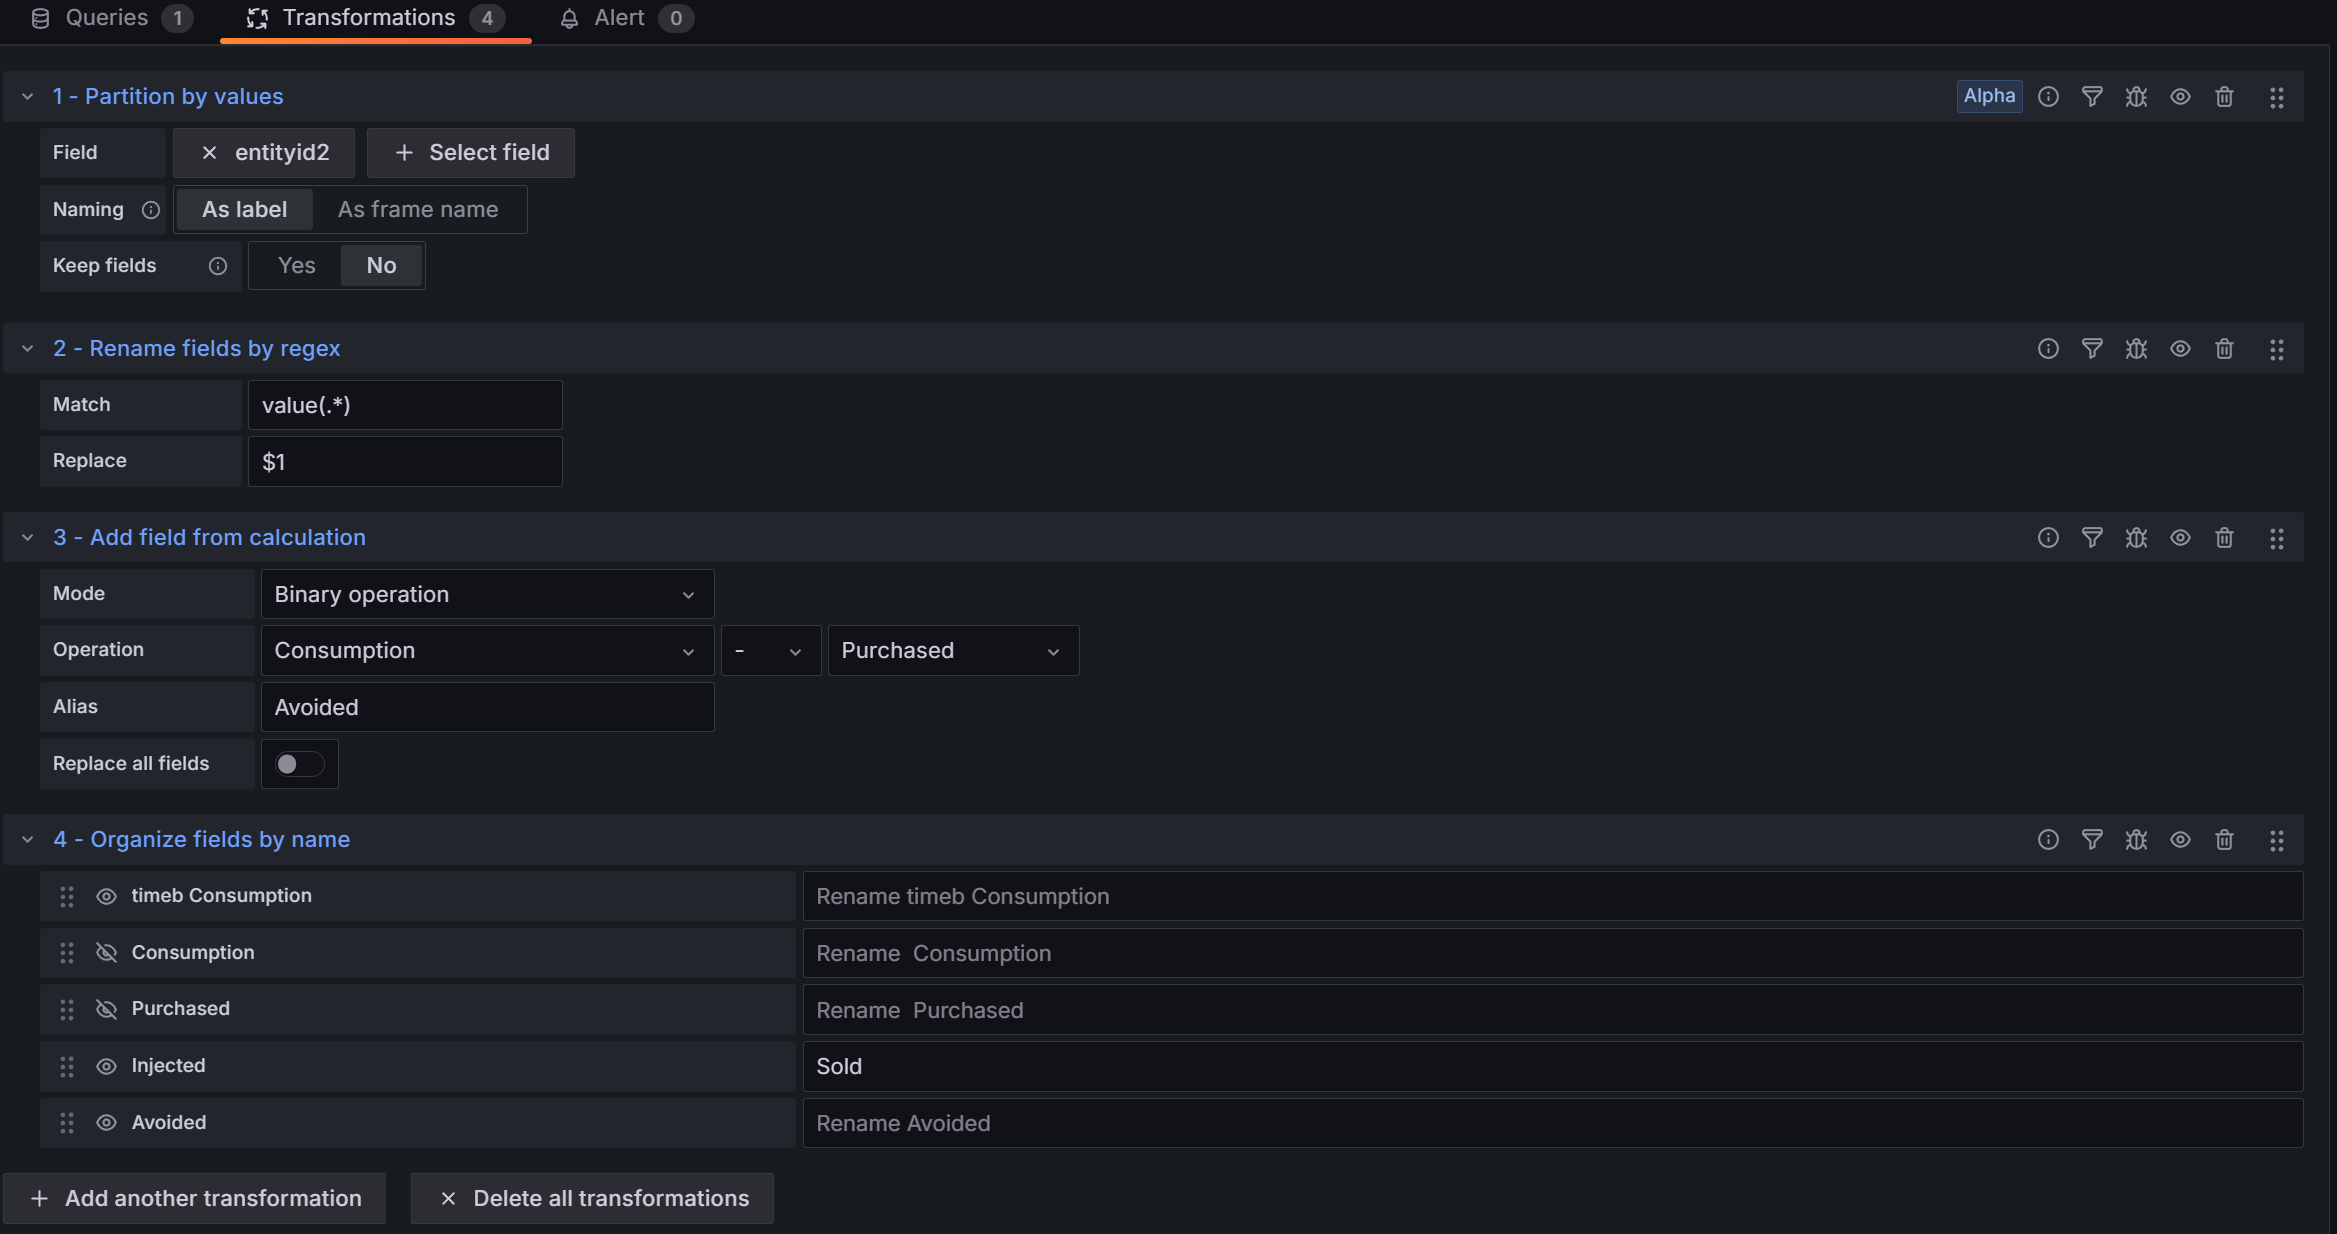 Queries 1 Transformations 4 Alert 0
1 - Partition by values Alpha
Field entityid2 Select field
Naming As label As frame name
Keep fields Yes No
2 - Rename fields by regex
Match value(.*)
Replace $1
3 - Add field from calculation
Mode Binary operation
Operation Consumption - Purchased
Alias Avoided
Replace all fields
4 - Organize fields by name
timeb Consumption Rename timeb Consumption
Consumption Rename  Consumption
Purchased Rename  Purchased
Injected Sold
Avoided Rename Avoided
Add another transformation Delete all transformations